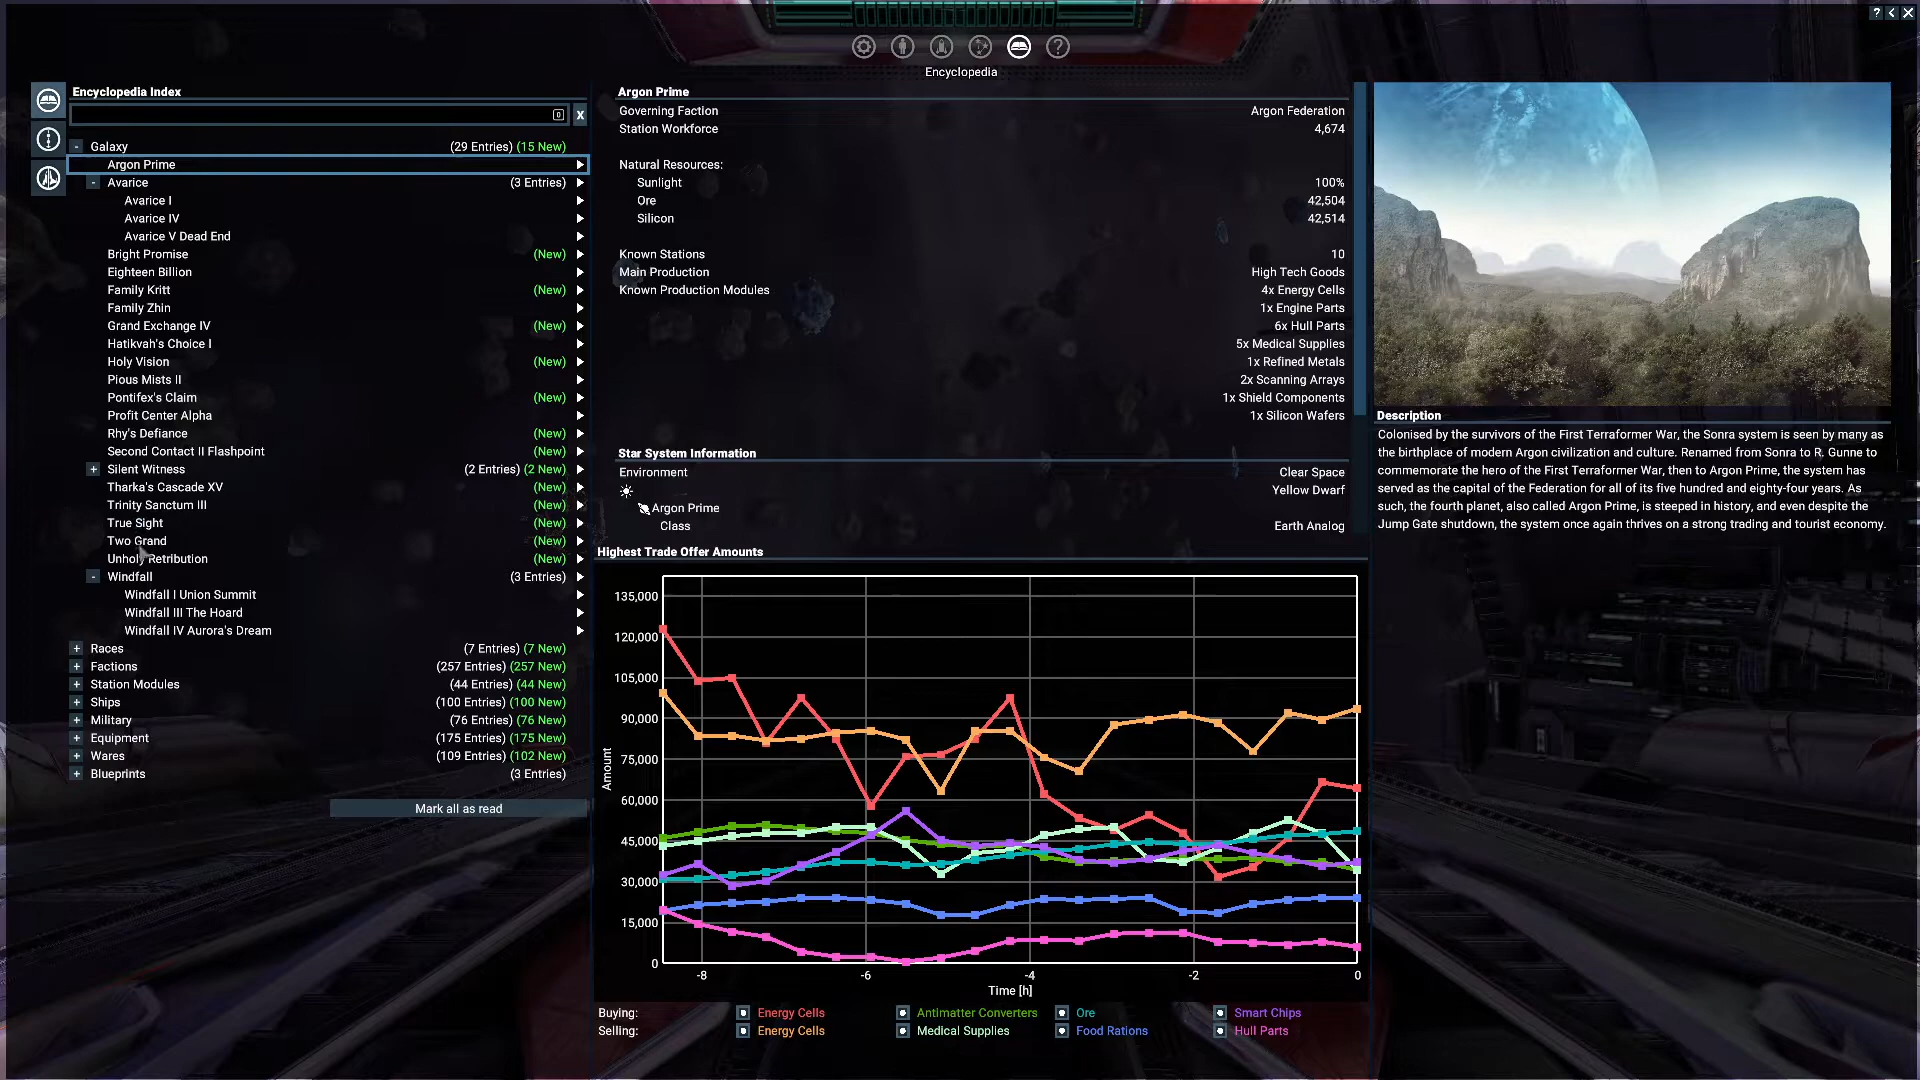 ? < X
Encyclopedia
Encyclopedia Index
X
- Galaxy (29 Entries) (15 New)
Argon Prime
- Avarice (3 Entries)
Avarice I
Avarice IV
Avarice V Dead End
Bright Promise (New)
Eighteen Billion
Family Kritt (New)
Family Zhin
Grand Exchange IV (New)
Hatikvah's Choice I
Holy Vision (New)
Pious Mists II
Pontifex's Claim (New)
Profit Center Alpha
Rhy's Defiance (New)
Second Contact II Flashpoint (New)
+ Silent Witness (2 Entries) (2 New)
Tharka's Cascade XV (New)
Trinity Sanctum III (New)
True Sight (New)
Two Grand (New)
Unholy Retribution (New)
- Windfall (3 Entries)
Windfall I Union Summit
Windfall III The Hoard
Windfall IV Aurora's Dream
+ Races (7 Entries) (7 New)
+ Factions (257 Entries) (257 New)
+ Station Modules (44 Entries) (44 New)
+ Ships (100 Entries) (100 New)
+ Military (76 Entries) (76 New)
+ Equipment (175 Entries) (175 New)
+ Wares (109 Entries) (102 New)
+ Blueprints (3 Entries)
Mark all as read
Argon Prime
Governing Faction Argon Federation
Station Workforce 4,674
Natural Resources:
Sunlight 100%
Ore 42,504
Silicon 42,514
Known Stations 10
Main Production High Tech Goods
Known Production Modules 4x Energy Cells
1x Engine Parts
6x Hull Parts
5x Medical Supplies
1x Refined Metals
2x Scanning Arrays
1x Shield Components
1x Silicon Wafers
Star System Information
Environment Clear Space
Yellow Dwarf
Argon Prime
Class Earth Analog
Highest Trade Offer Amounts
135,000
120,000
105,000
90,000
75,000
60,000
45,000
30,000
15,000
0
Amount
-8 -6 -4 -2 0
Time [h]
Buying: Energy Cells Antimatter Converters Ore Smart Chips
Selling: Energy Cells Medical Supplies Food Rations Hull Parts
Description
Colonised by the survivors of the First Terraformer War, the Sonra system is seen by many as
the birthplace of modern Argon civilization and culture. Renamed from Sonra to R. Gunne to
commemorate the hero of the First Terraformer War, then to Argon Prime, the system has
served as the capital of the Federation for all of its five hundred and eighty-four years. As
such, the fourth planet, also called Argon Prime, is steeped in history, and even despite the
Jump Gate shutdown, the system once again thrives on a strong trading and tourist economy.